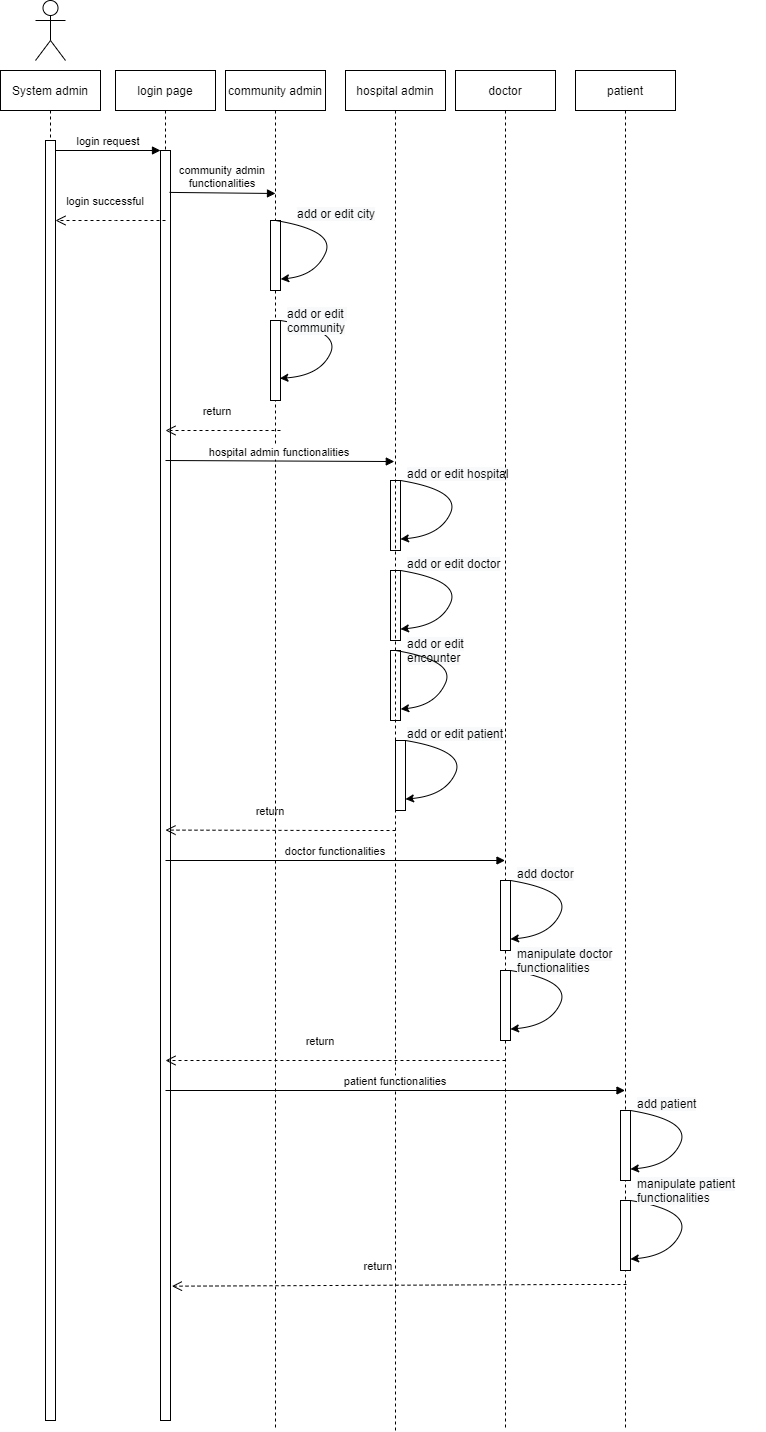 System admin
login page
community admin
hospital admin
doctor
patient
login request
community admin
functionalities
login successful
add or edit city
add or edit
community
return
hospital admin functionalities
add or edit hospital
add or edit doctor
add or edit
encounter
add or edit patient
return
doctor functionalities
add doctor
manipulate doctor
functionalities
return
patient functionalities
add patient
manipulate patient
functionalities
return